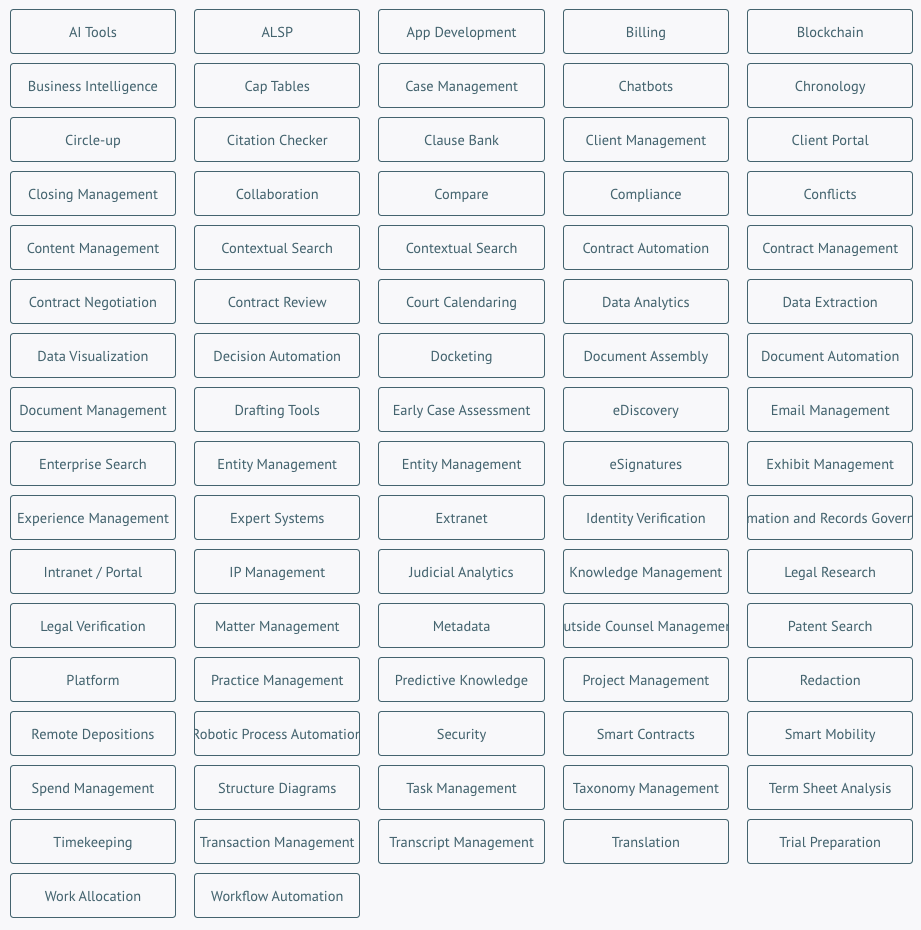 AI Tools
ALSP
App Development
Billing
Blockchain
Business Intelligence
Cap Tables
Case Management
Chatbots
Chronology
Circle-up
Citation Checker
Clause Bank
Client Management
Client Portal
Closing Management
Collaboration
Compare
Compliance
Conflicts
Content Management
Contextual Search
Contextual Search
Contract Automation
Contract Management
Contract Negotiation
Contract Review
Court Calendaring
Data Analytics
Data Extraction
Data Visualization
Decision Automation
Docketing
Document Assembly
Document Automation
Document Management
Drafting Tools
Early Case Assessment
eDiscovery
Email Management
Enterprise Search
Entity Management
Entity Management
eSignatures
Exhibit Management
Experience Management
Expert Systems
Extranet
Identity Verification
mation and Records Govern
Intranet / Portal
IP Management
Judicial Analytics
Knowledge Management
Legal Research
Legal Verification
Matter Management
Metadata
utside Counsel Managemen
Patent Search
Platform
Practice Management
Predictive Knowledge
Project Management
Redaction
Remote Depositions
Robotic Process Automation
Security
Smart Contracts
Smart Mobility
Spend Management
Structure Diagrams
Task Management
Taxonomy Management
Term Sheet Analysis
Timekeeping
Transaction Management
Transcript Management
Translation
Trial Preparation
Work Allocation
Workflow Automation